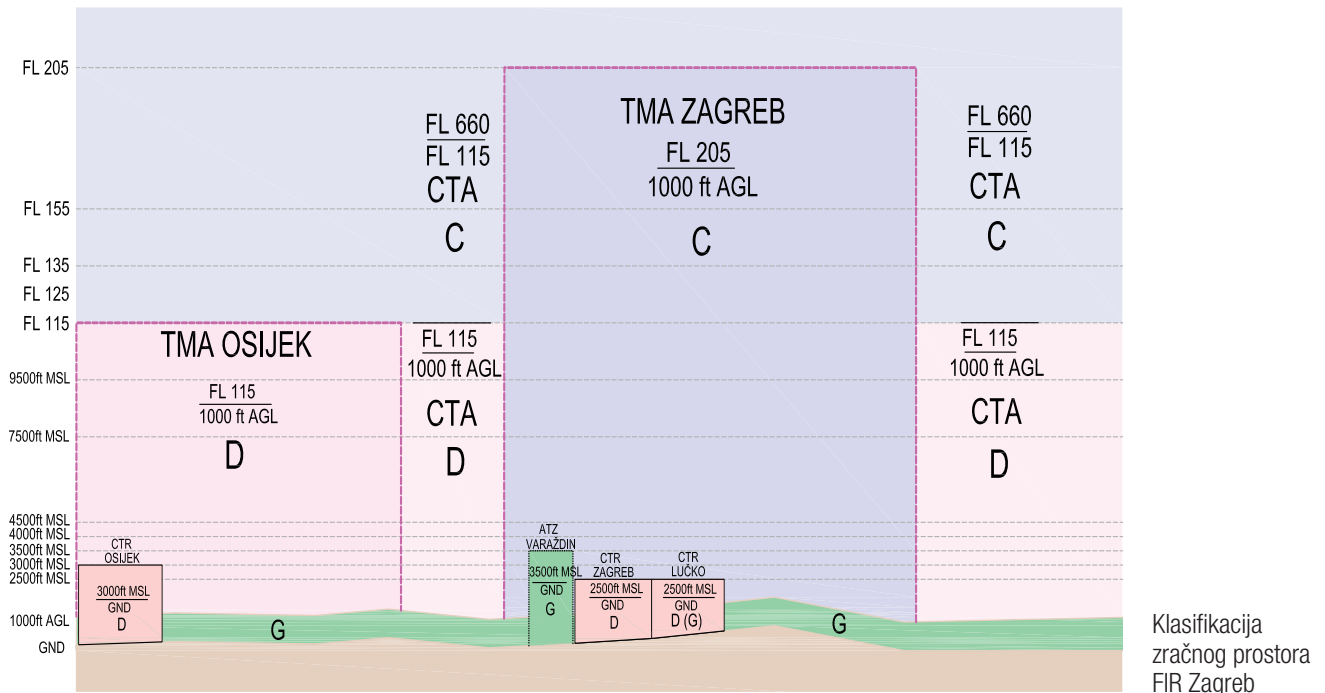 FL 205
FL 155
FL 135
FL 125
FL 115
9500ft MSL
7500ft MSL
4500ft MSL
4000ft MSL
3500ft MSL
3000ft MSL
2500ft MSL
1000ft AGL
GND
TMA OSIJEK
FL 115
1000 ft AGL
D
CTR
OSIJEK
3000ft MSL
GND
D
G
FL 660
FL 115
CTA
C
FL 115
1000 ft AGL
CTA
D
TMA ZAGREB
FL 205
1000 ft AGL
C
ATZ
VARAŽDIN
3500ft MSL
GND
G
CTR
ZAGREB
2500ft MSL
GND
D
CTR
LUČKO
2500ft MSL
GND
D (G)
G
FL 660
FL 115
CTA
C
FL 115
1000 ft AGL
CTA
D
Klasifikacija
zračnog prostora
FIR Zagreb